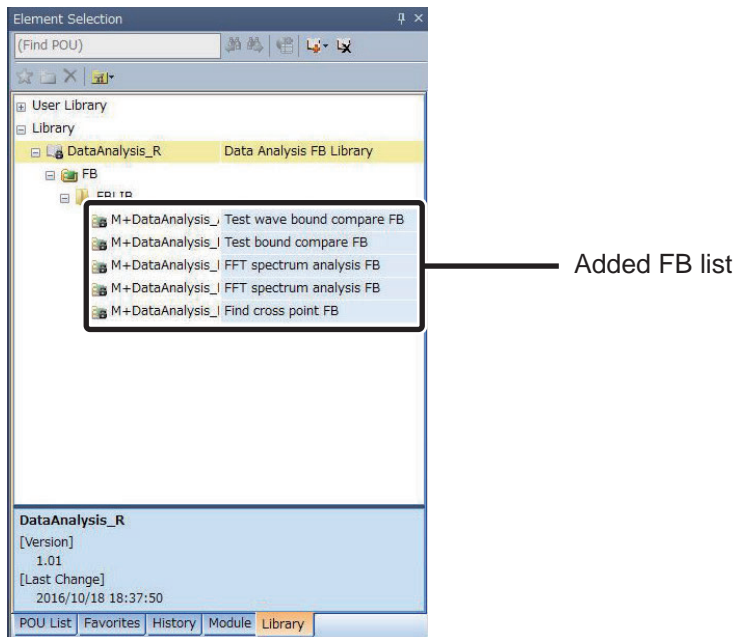 Element Selection
(Find POU)
User Library
Library
DataAnalysis_R Data Analysis FB Library
FB
FBLIB
M+DataAnalysis_ Test wave bound compare FB
M+DataAnalysis_ Test bound compare FB
M+DataAnalysis_ FFT spectrum analysis FB
M+DataAnalysis_ FFT spectrum analysis FB
M+DataAnalysis_ Find cross point FB
Added FB list
DataAnalysis_R
[Version]
1.01
[Last Change]
2016/10/18 18:37:50
POU List Favorites History Module Library